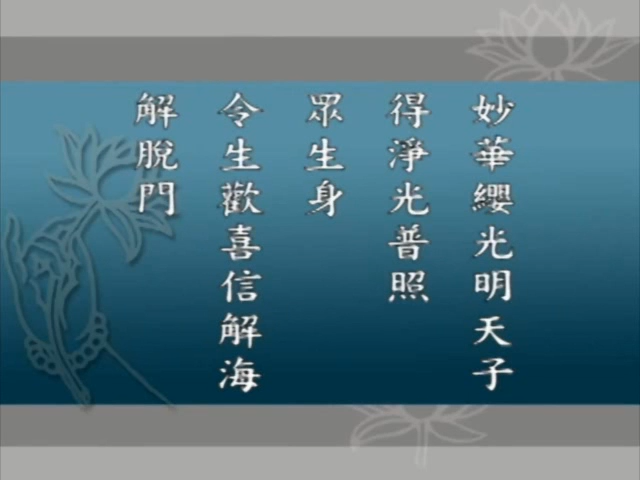 妙華纓光明天子
得淨光普照
眾生身
令生歡喜信解海
解脫門